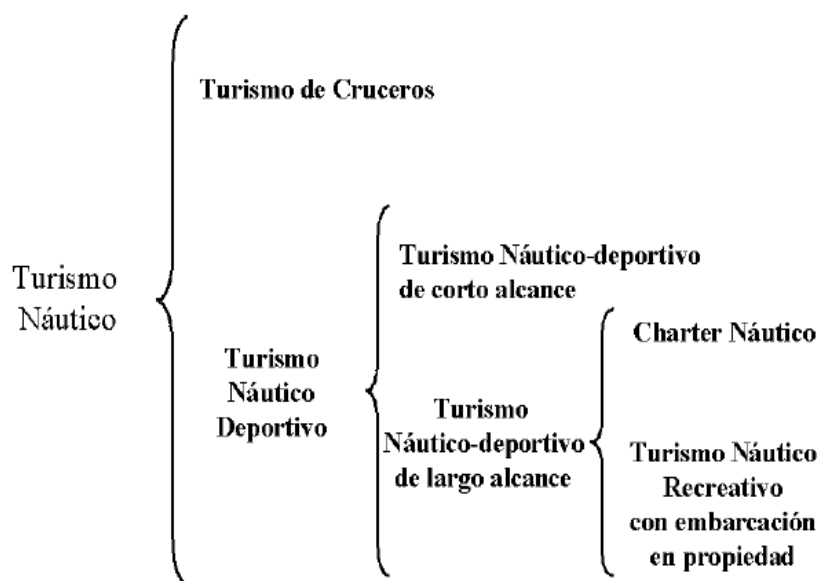 Turismo
Náutico
Turismo de Cruceros
Turismo
Náutico
Deportivo
Turismo Náutico-deportivo
de corto alcance
Turismo
Náutico-deportivo
de largo alcance
Charter Náutico
Turismo Náutico
Recreativo
con embarcación
en propiedad